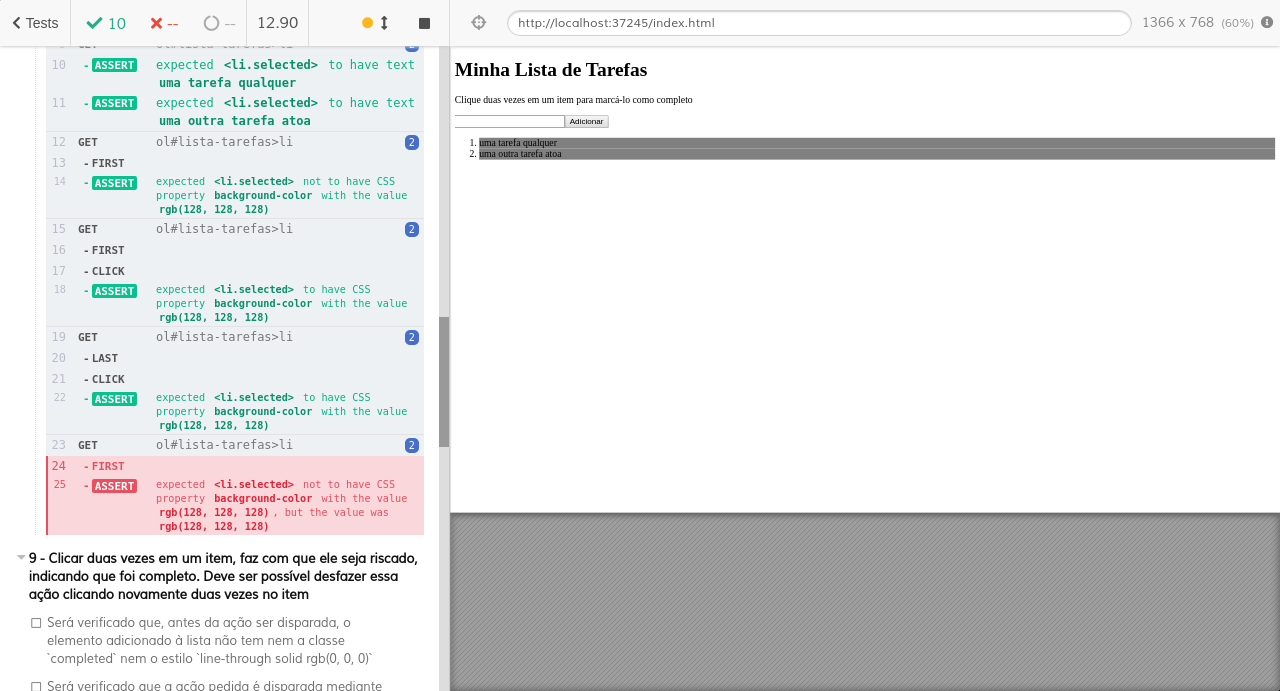 Tests 10 -- -- 12.90 http://localhost:37245/index.html 1366 x 768 (60%)
9 GET ol#lista-tarefas>li 2
10 -ASSERT expected <li.selected> to have text
uma tarefa qualquer
11 -ASSERT expected <li.selected> to have text
uma outra tarefa atoa
12 GET ol#lista-tarefas>li 2
13 -FIRST
14 -ASSERT expected <li.selected> not to have CSS
property background-color with the value
rgb(128, 128, 128)
15 GET ol#lista-tarefas>li 2
16 -FIRST
17 -CLICK
18 -ASSERT expected <li.selected> to have CSS
property background-color with the value
rgb(128, 128, 128)
19 GET ol#lista-tarefas>li 2
20 -LAST
21 -CLICK
22 -ASSERT expected <li.selected> to have CSS
property background-color with the value
rgb(128, 128, 128)
23 GET ol#lista-tarefas>li 2
24 -FIRST
25 -ASSERT expected <li.selected> not to have CSS
property background-color with the value
rgb(128, 128, 128), but the value was
rgb(128, 128, 128)
9 - Clicar duas vezes em um item, faz com que ele seja riscado,
indicando que foi completo. Deve ser possível desfazer essa
ação clicando novamente duas vezes no item
Será verificado que, antes da ação ser disparada, o
elemento adicionado à lista não tem nem a classe
`completed` nem o estilo `line-through solid rgb(0, 0, 0)`
Será verificado que a ação pedida é disparada mediante
Minha Lista de Tarefas
Clique duas vezes em um item para marcá-lo como completo
Adicionar
1. uma tarefa qualquer
2. uma outra tarefa atoa